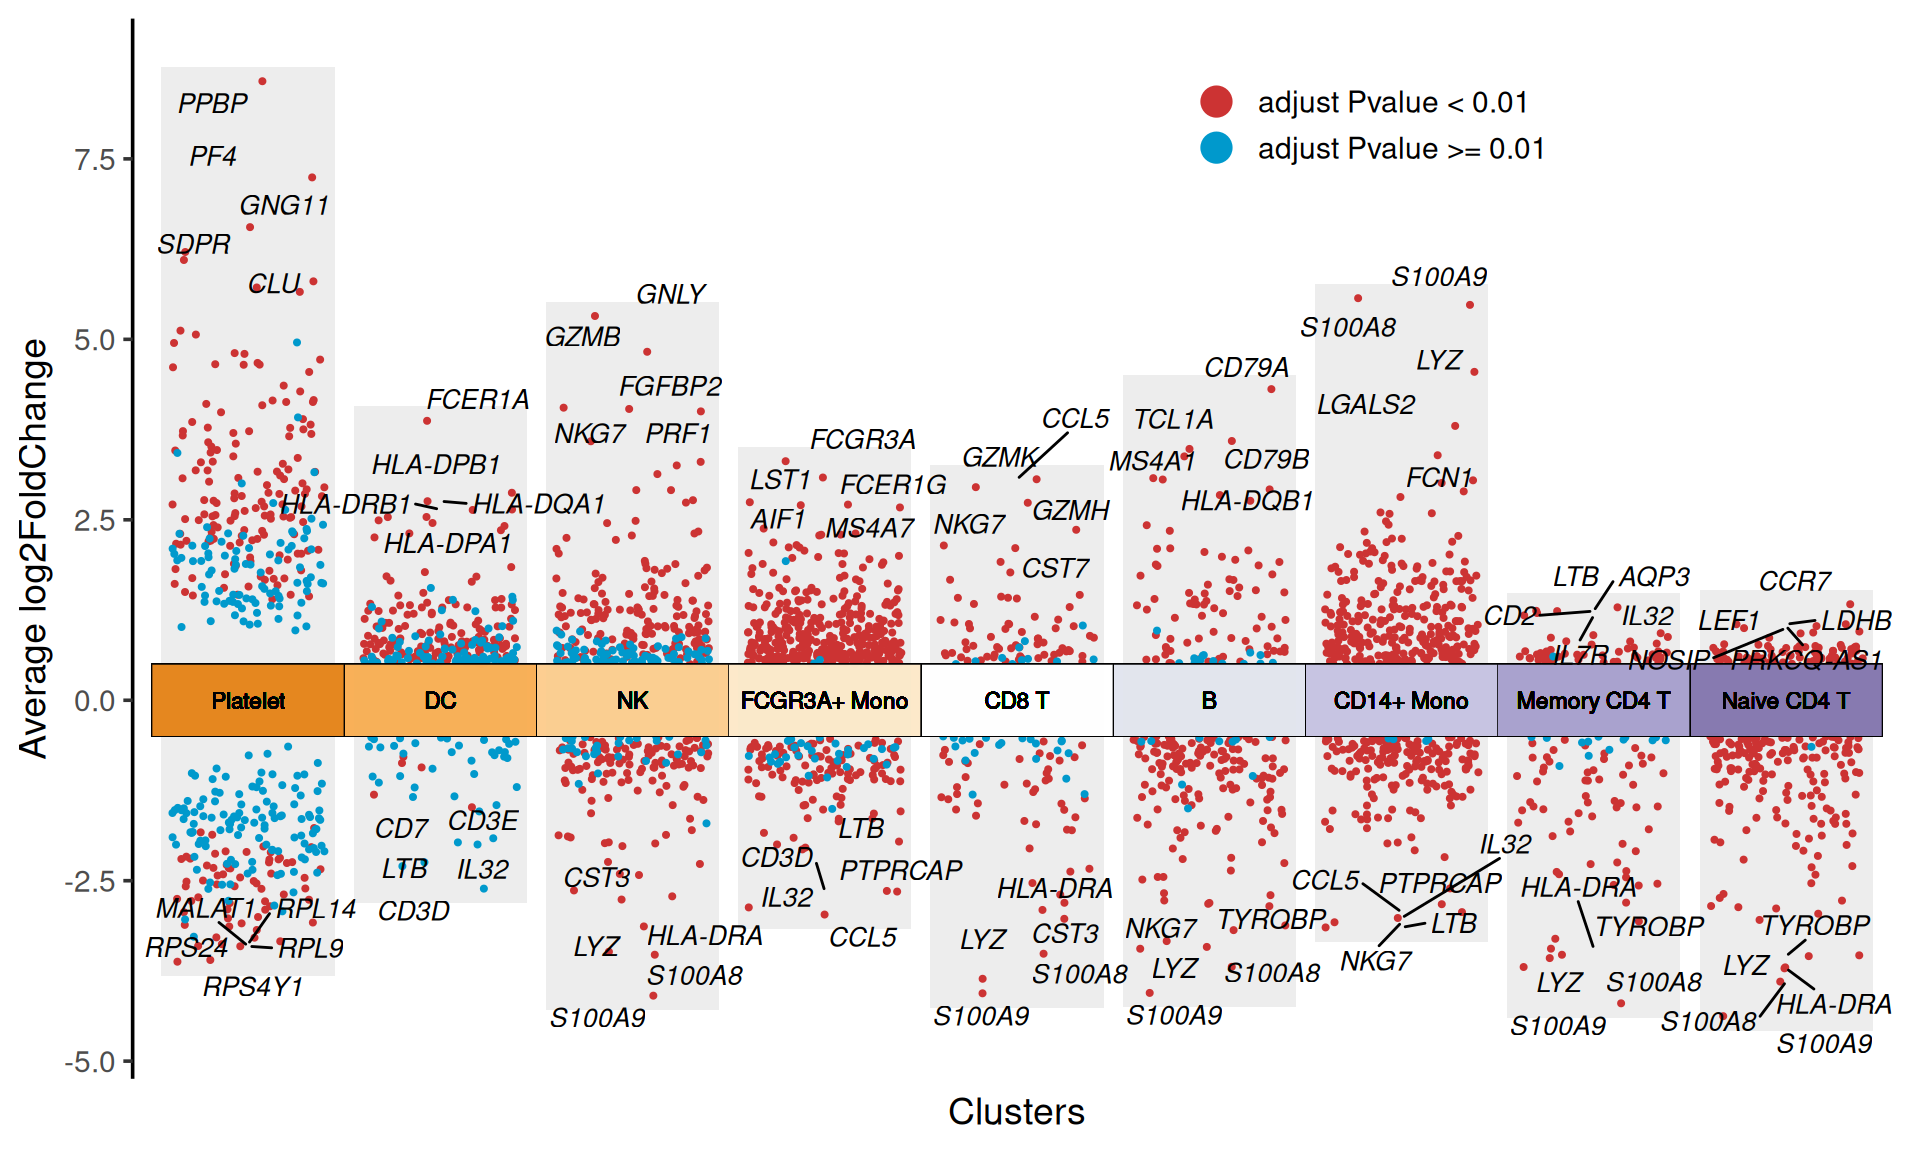 adjust Pvalue < 0.01
adjust Pvalue >= 0.01
Average log2FoldChange
7.5
5.0
2.5
0.0
-2.5
-5.0
PPBP
PF4
GNG11
SDPR
CLU
FCER1A
HLA-DPB1
HLA-DRB1
HLA-DQA1
HLA-DPA1
GNLY
GZMB
FGFBP2
NKG7
PRF1
FCGR3A
LST1
FCER1G
AIF1
MS4A7
CCL5
GZMK
GZMH
NKG7
CST7
CD79A
TCL1A
MS4A1
CD79B
HLA-DQB1
S100A9
S100A8
LYZ
LGALS2
FCN1
LTB
AQP3
CD2
IL32
IL7R
CCR7
LEF1
LDHB
NOSIP
PRKCQ-AS1
Platelet
DC
NK
FCGR3A+ Mono
CD8 T
B
CD14+ Mono
Memory CD4 T
Naive CD4 T
MALAT1
RPL14
RPS24
RPL9
RPS4Y1
CD7
CD3E
LTB
IL32
CD3D
CST3
LYZ
HLA-DRA
S100A8
S100A9
LTB
CD3D
PTPRCAP
IL32
CCL5
HLA-DRA
LYZ
CST3
S100A8
S100A9
NKG7
TYROBP
LYZ
S100A8
S100A9
IL32
CCL5
PTPRCAP
LTB
NKG7
HLA-DRA
TYROBP
LYZ
S100A8
S100A9
TYROBP
LYZ
HLA-DRA
S100A8
S100A9
Clusters